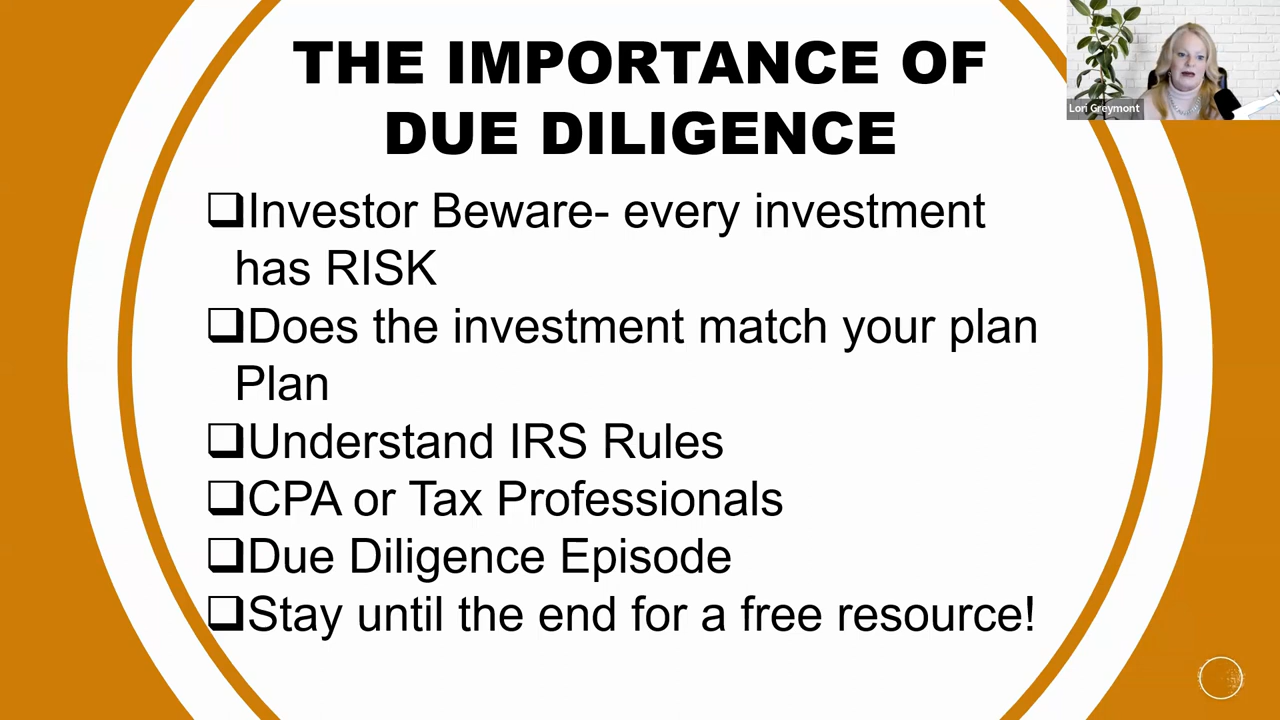 THE IMPORTANCE OF
DUE DILIGENCE
Lori Greymont
❑Investor Beware- every investment
has RISK
❑Does the investment match your plan
Plan
❑Understand IRS Rules
❑CPA or Tax Professionals
❑Due Diligence Episode
❑Stay until the end for a free resource!